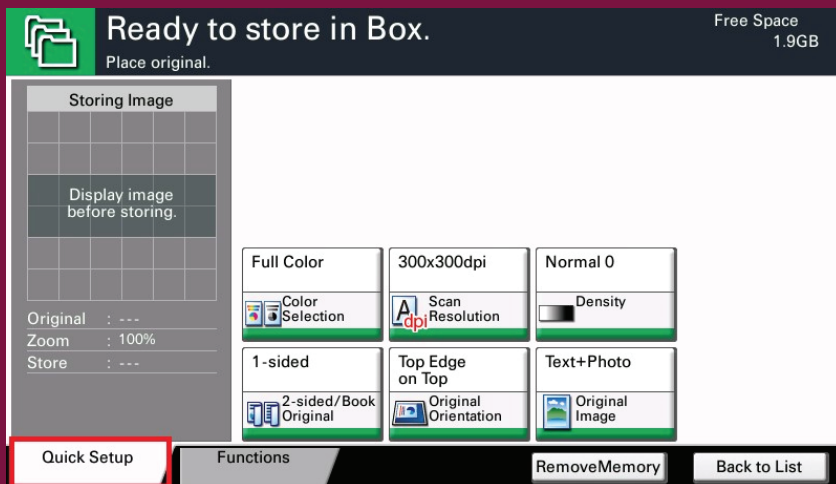 Ready to store in Box.
Place original.
Free Space
1.9GB
Storing Image
Display image
before storing.
Original : ---
Zoom : 100%
Store : ---
Full Color
Color
Selection
300x300dpi
A
dpi
Scan
Resolution
Normal 0
Density
1-sided
2-sided/Book
Original
Top Edge
on Top
Original
Orientation
Text+Photo
Original
Image
Quick Setup
Functions
RemoveMemory
Back to List